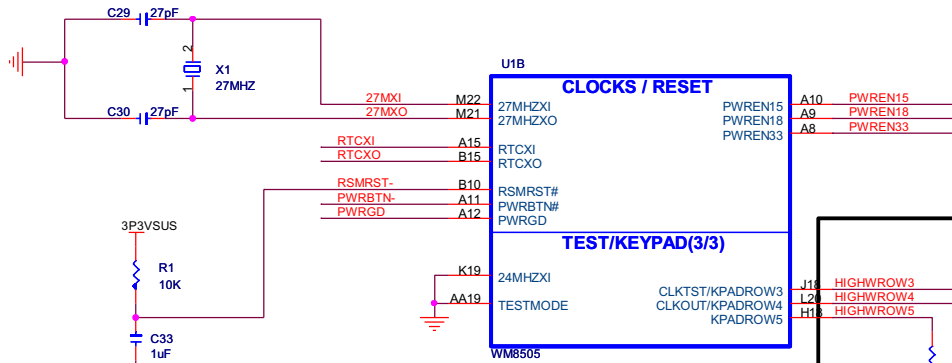 C29 27pF
2
X1
27MHZ
1
C30 27pF
U1B
CLOCKS / RESET
27MXI M22 27MHZXI
27MXO M21 27MHZXO
RTCXI A15 RTCXI
RTCXO B15 RTCXO
RSMRST- B10 RSMRST#
PWRBTN- A11 PWRBTN#
PWRGD A12 PWRGD
PWREN15 A10 PWREN15
PWREN18 A9 PWREN18
PWREN33 A8 PWREN33
3P3VSUS
R1
10K
C33
1uF
TEST/KEYPAD(3/3)
K19 24MHZXI
AA19 TESTMODE
CLKTST/KPADROW3 J18 HIGHWROW3
CLKOUT/KPADROW4 L20 HIGHWROW4
KPADROW5 H18 HIGHWROW5
WM8505